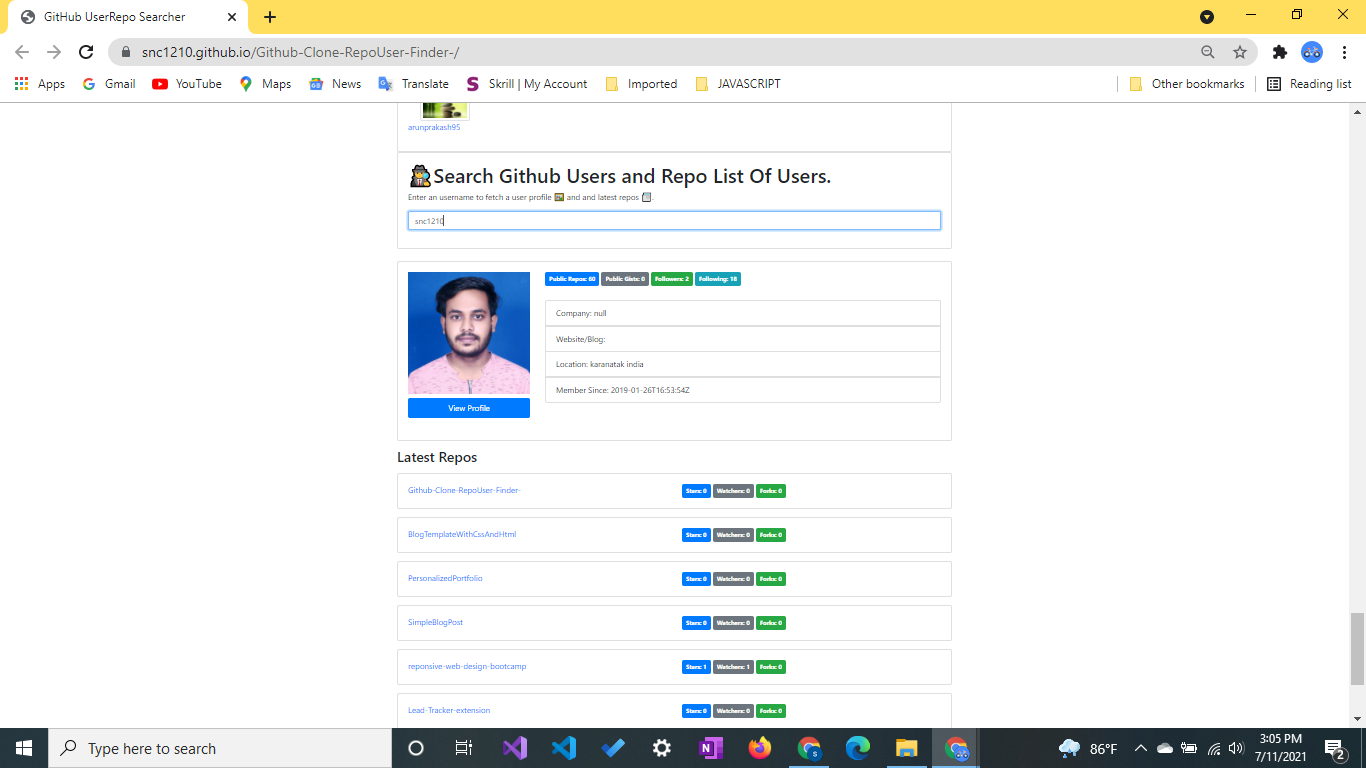 GitHub UserRepo Searcher
snc1210.github.io/Github-Clone-RepoUser-Finder-/
Apps Gmail YouTube Maps News Translate Skrill | My Account Imported JAVASCRIPT Other bookmarks Reading list
arunprakash95
Search Github Users and Repo List Of Users.
Enter an username to fetch a user profile and and latest repos .
snc1210
Public Repos: 60 Public Gists: 0 Followers: 2 Following: 18
Company: null
Website/Blog:
Location: karanatak india
Member Since: 2019-01-26T16:53:54Z
View Profile
Latest Repos
Github-Clone-RepoUser-Finder- Stars: 0 Watchers: 0 Forks: 0
BlogTemplateWithCssAndHtml Stars: 0 Watchers: 0 Forks: 0
PersonalizedPortfolio Stars: 0 Watchers: 0 Forks: 0
SimpleBlogPost Stars: 0 Watchers: 0 Forks: 0
reponsive-web-design-bootcamp Stars: 1 Watchers: 1 Forks: 0
Lead-Tracker-extension Stars: 0 Watchers: 0 Forks: 0
Type here to search
86°F
3:05 PM
7/11/2021
2